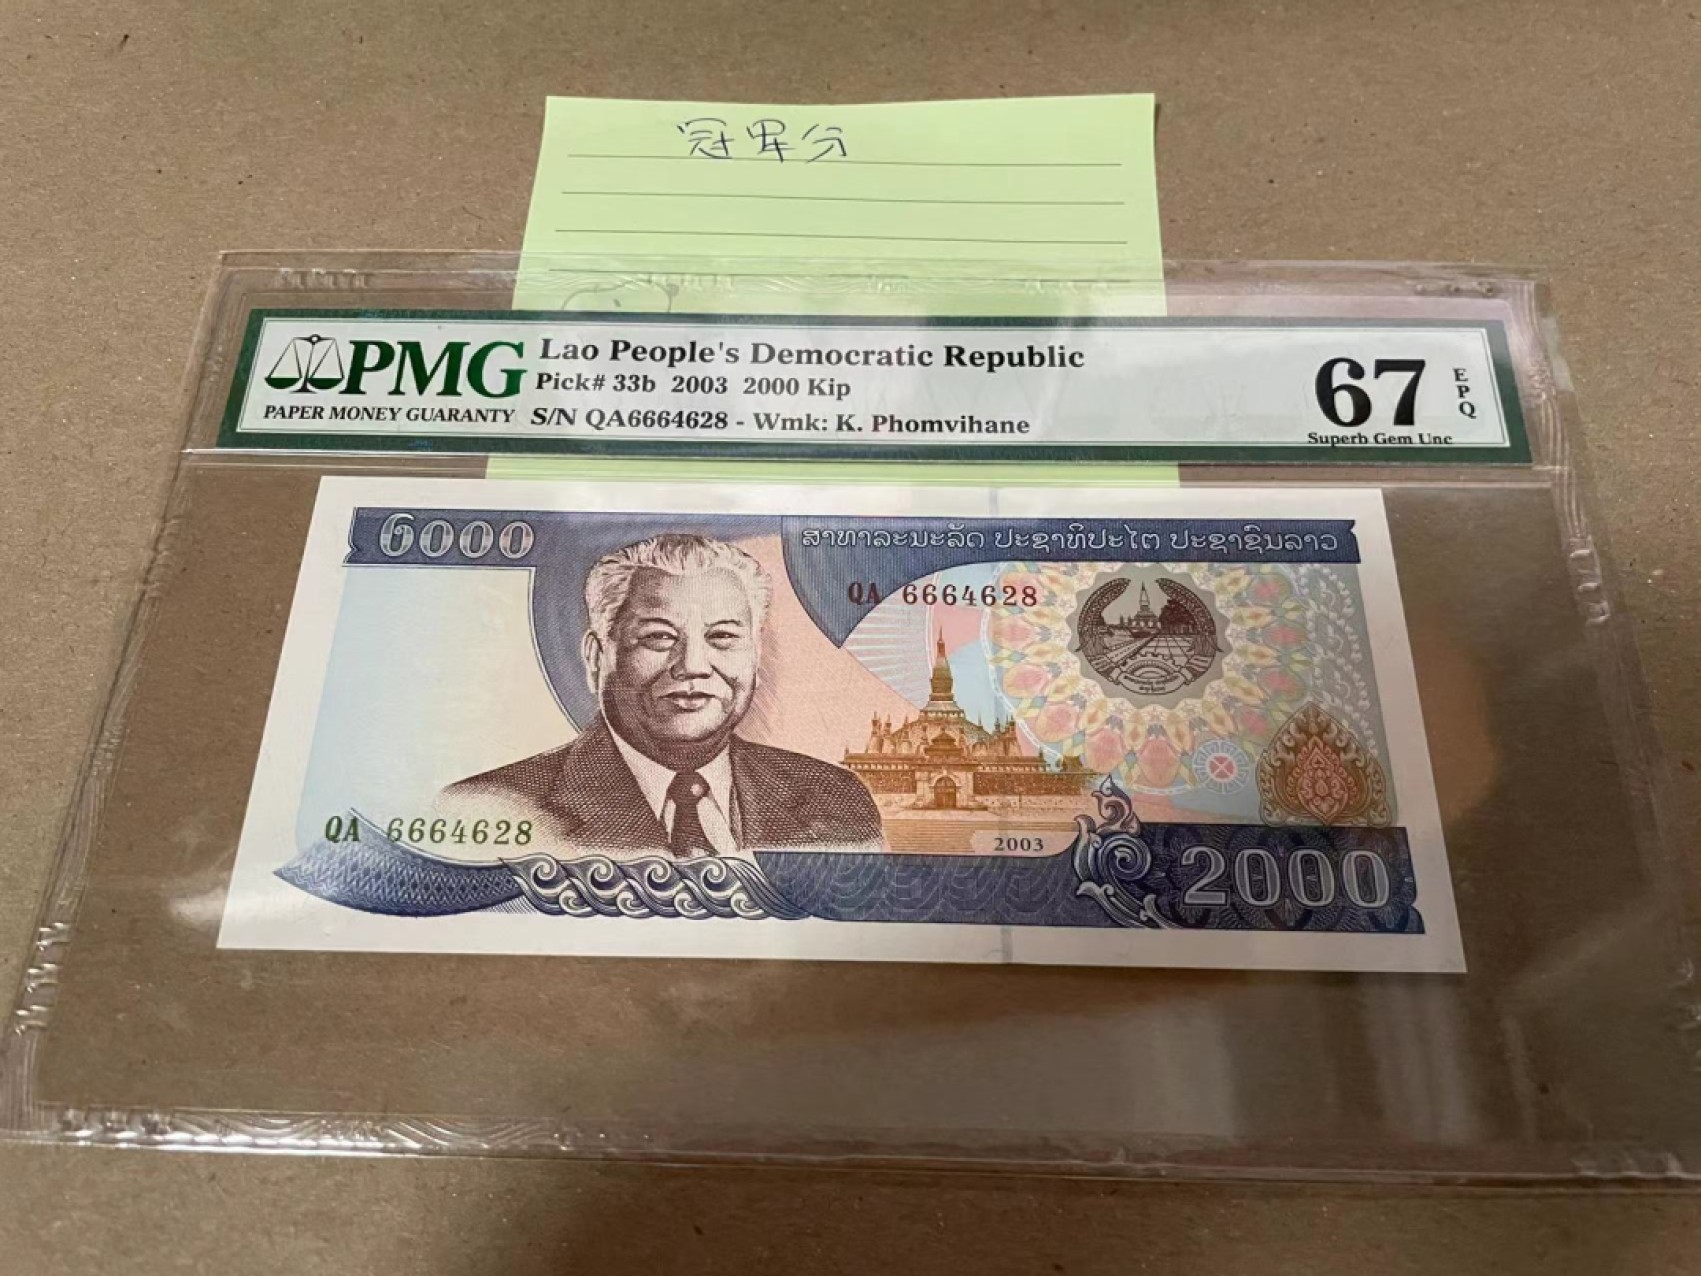 冠军分
PMG
PAPER MONEY GUARANTY
Lao People's Democratic Republic
Pick# 33b 2003 2000 Kip
S/N QA6664628 - Wmk: K. Phomvihane
67
EPQ
Superb Gem Unc
໒000
ສາທາລະນະລັດ ປະຊາທິປະໄຕ ປະຊາຊົນລາວ
QA 6664628
QA 6664628
2003
2000